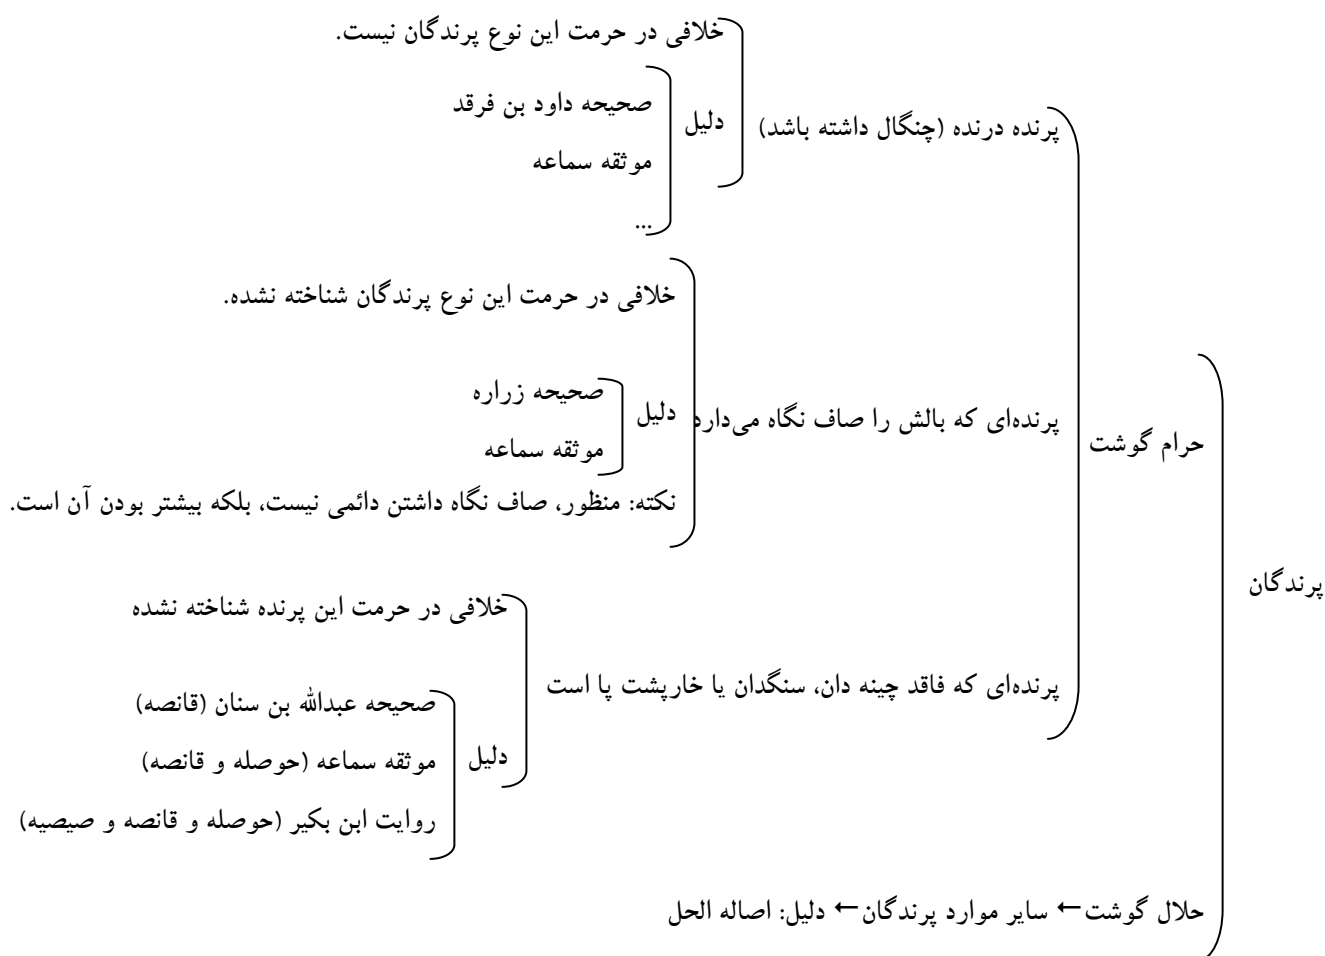 پرندگان
حرام گوشت
پرنده درنده (چنگال داشته باشد)
خلافی در حرمت این نوع پرندگان نیست.
دلیل
صحیحه داود بن فرقد
موثقه سماعه
...
پرنده‌ای که بالش را صاف نگاه می‌دارد
خلافی در حرمت این نوع پرندگان شناخته نشده.
دلیل
صحیحه زراره
موثقه سماعه
نکته: منظور، صاف نگاه داشتن دائمی نیست، بلکه بیشتر بودن آن است.
پرنده‌ای که فاقد چینه دان، سنگدان یا خارپشت پا است
خلافی در حرمت این پرنده شناخته نشده
دلیل
صحیحه عبدالله بن سنان (قانصه)
موثقه سماعه (حوصله و قانصه)
روایت ابن بکیر (حوصله و قانصه و صیصیه)
حلال گوشت← سایر موارد پرندگان← دلیل: اصاله الحل